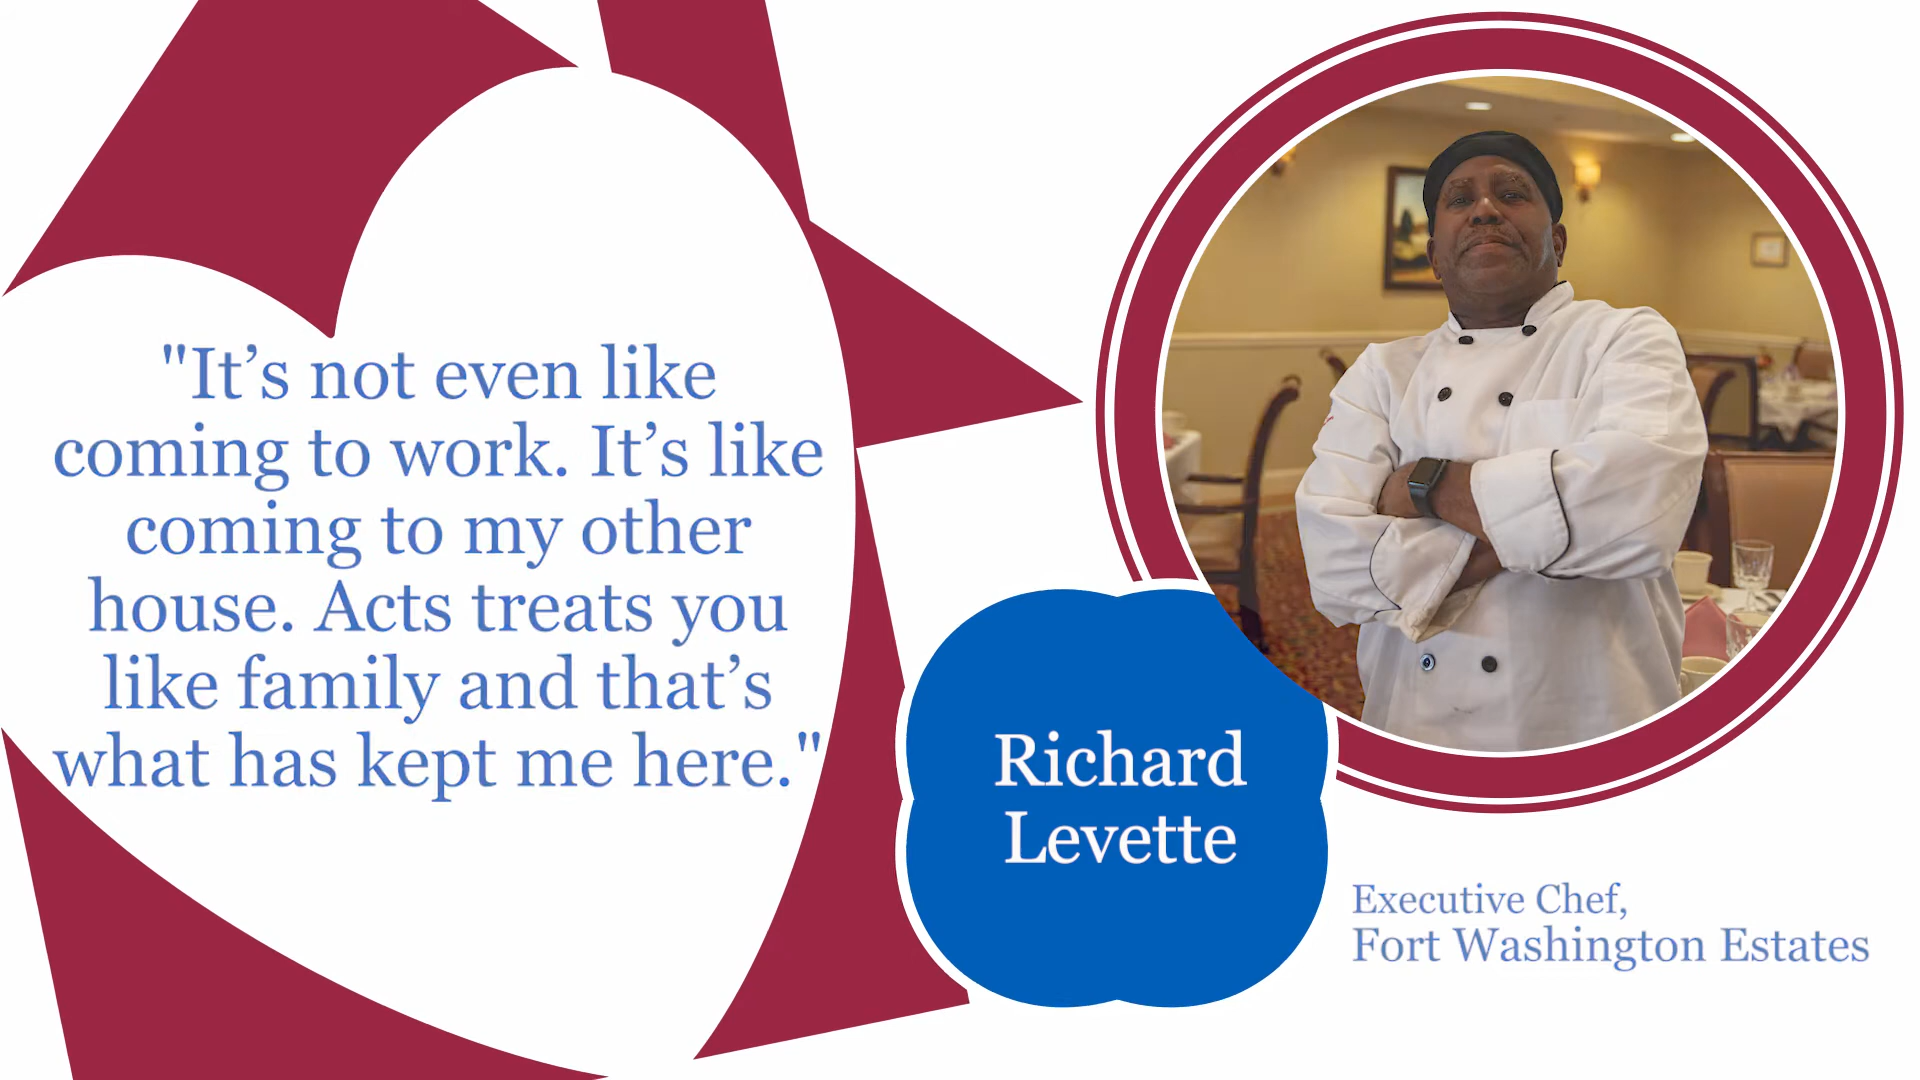 "It’s not even like
coming to work. It’s like
coming to my other
house. Acts treats you
like family and that’s
what has kept me here."
Richard
Levette
Executive Chef,
Fort Washington Estates